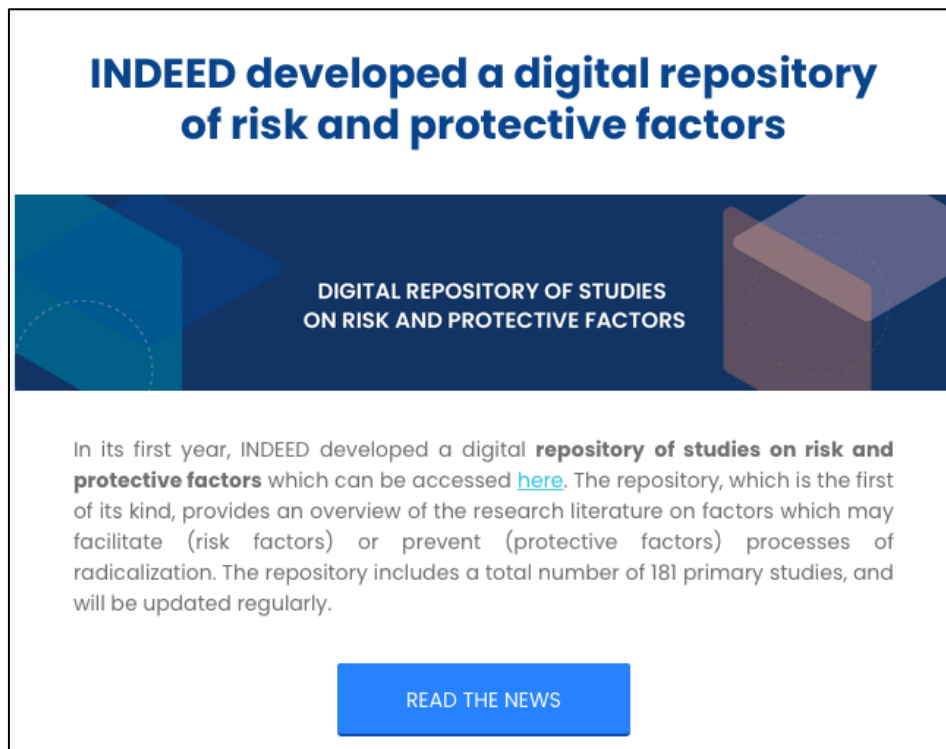 INDEED developed a digital repository
of risk and protective factors
DIGITAL REPOSITORY OF STUDIES
ON RISK AND PROTECTIVE FACTORS
In its first year, INDEED developed a digital repository of studies on risk and
protective factors which can be accessed here. The repository, which is the first
of its kind, provides an overview of the research literature on factors which may
facilitate (risk factors) or prevent (protective factors) processes of
radicalization. The repository includes a total number of 181 primary studies, and
will be updated regularly.
READ THE NEWS